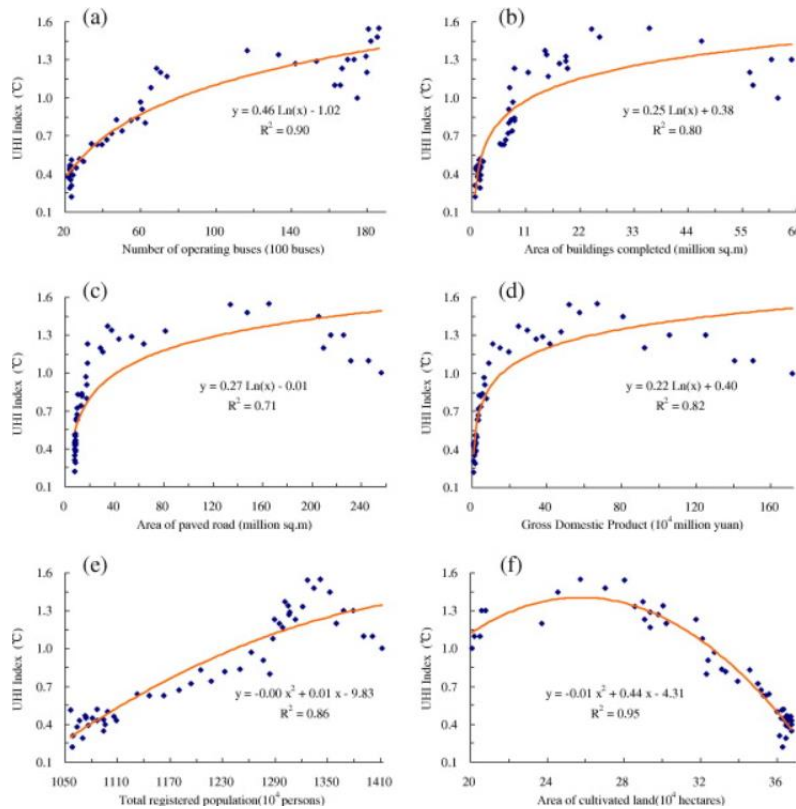 (a)
(b)
UHI Index (℃)
1.6
1.3
1.0
0.7
0.4
0.1
y = 0.46 Ln(x) - 1.02
R² = 0.90
20 60 100 140 180
Number of operating buses (100 buses)
UHI Index (℃)
1.6
1.3
1.0
0.7
0.4
0.1
y = 0.25 Ln(x) + 0.38
R² = 0.80
0 11 22 33 44 55 66
Area of buildings completed (million sq.m)
(c)
(d)
UHI Index (℃)
1.6
1.3
1.0
0.7
0.4
0.1
y = 0.27 Ln(x) - 0.01
R² = 0.71
0 40 80 120 160 200 240
Area of paved road (million sq.m)
UHI Index (℃)
1.6
1.3
1.0
0.7
0.4
0.1
y = 0.22 Ln(x) + 0.40
R² = 0.82
0 40 80 120 160
Gross Domestic Product (10⁴ million yuan)
(e)
(f)
UHI Index (℃)
1.6
1.3
1.0
0.7
0.4
0.1
y = -0.00 x² + 0.01 x - 9.83
R² = 0.86
1050 1110 1170 1230 1290 1350 1410
Total registered population(10⁴ persons)
UHI Index (℃)
1.6
1.3
1.0
0.7
0.4
0.1
y = -0.01 x² + 0.44 x - 4.31
R² = 0.95
20 24 28 32 36
Area of cultivated land(10⁴ hectares)